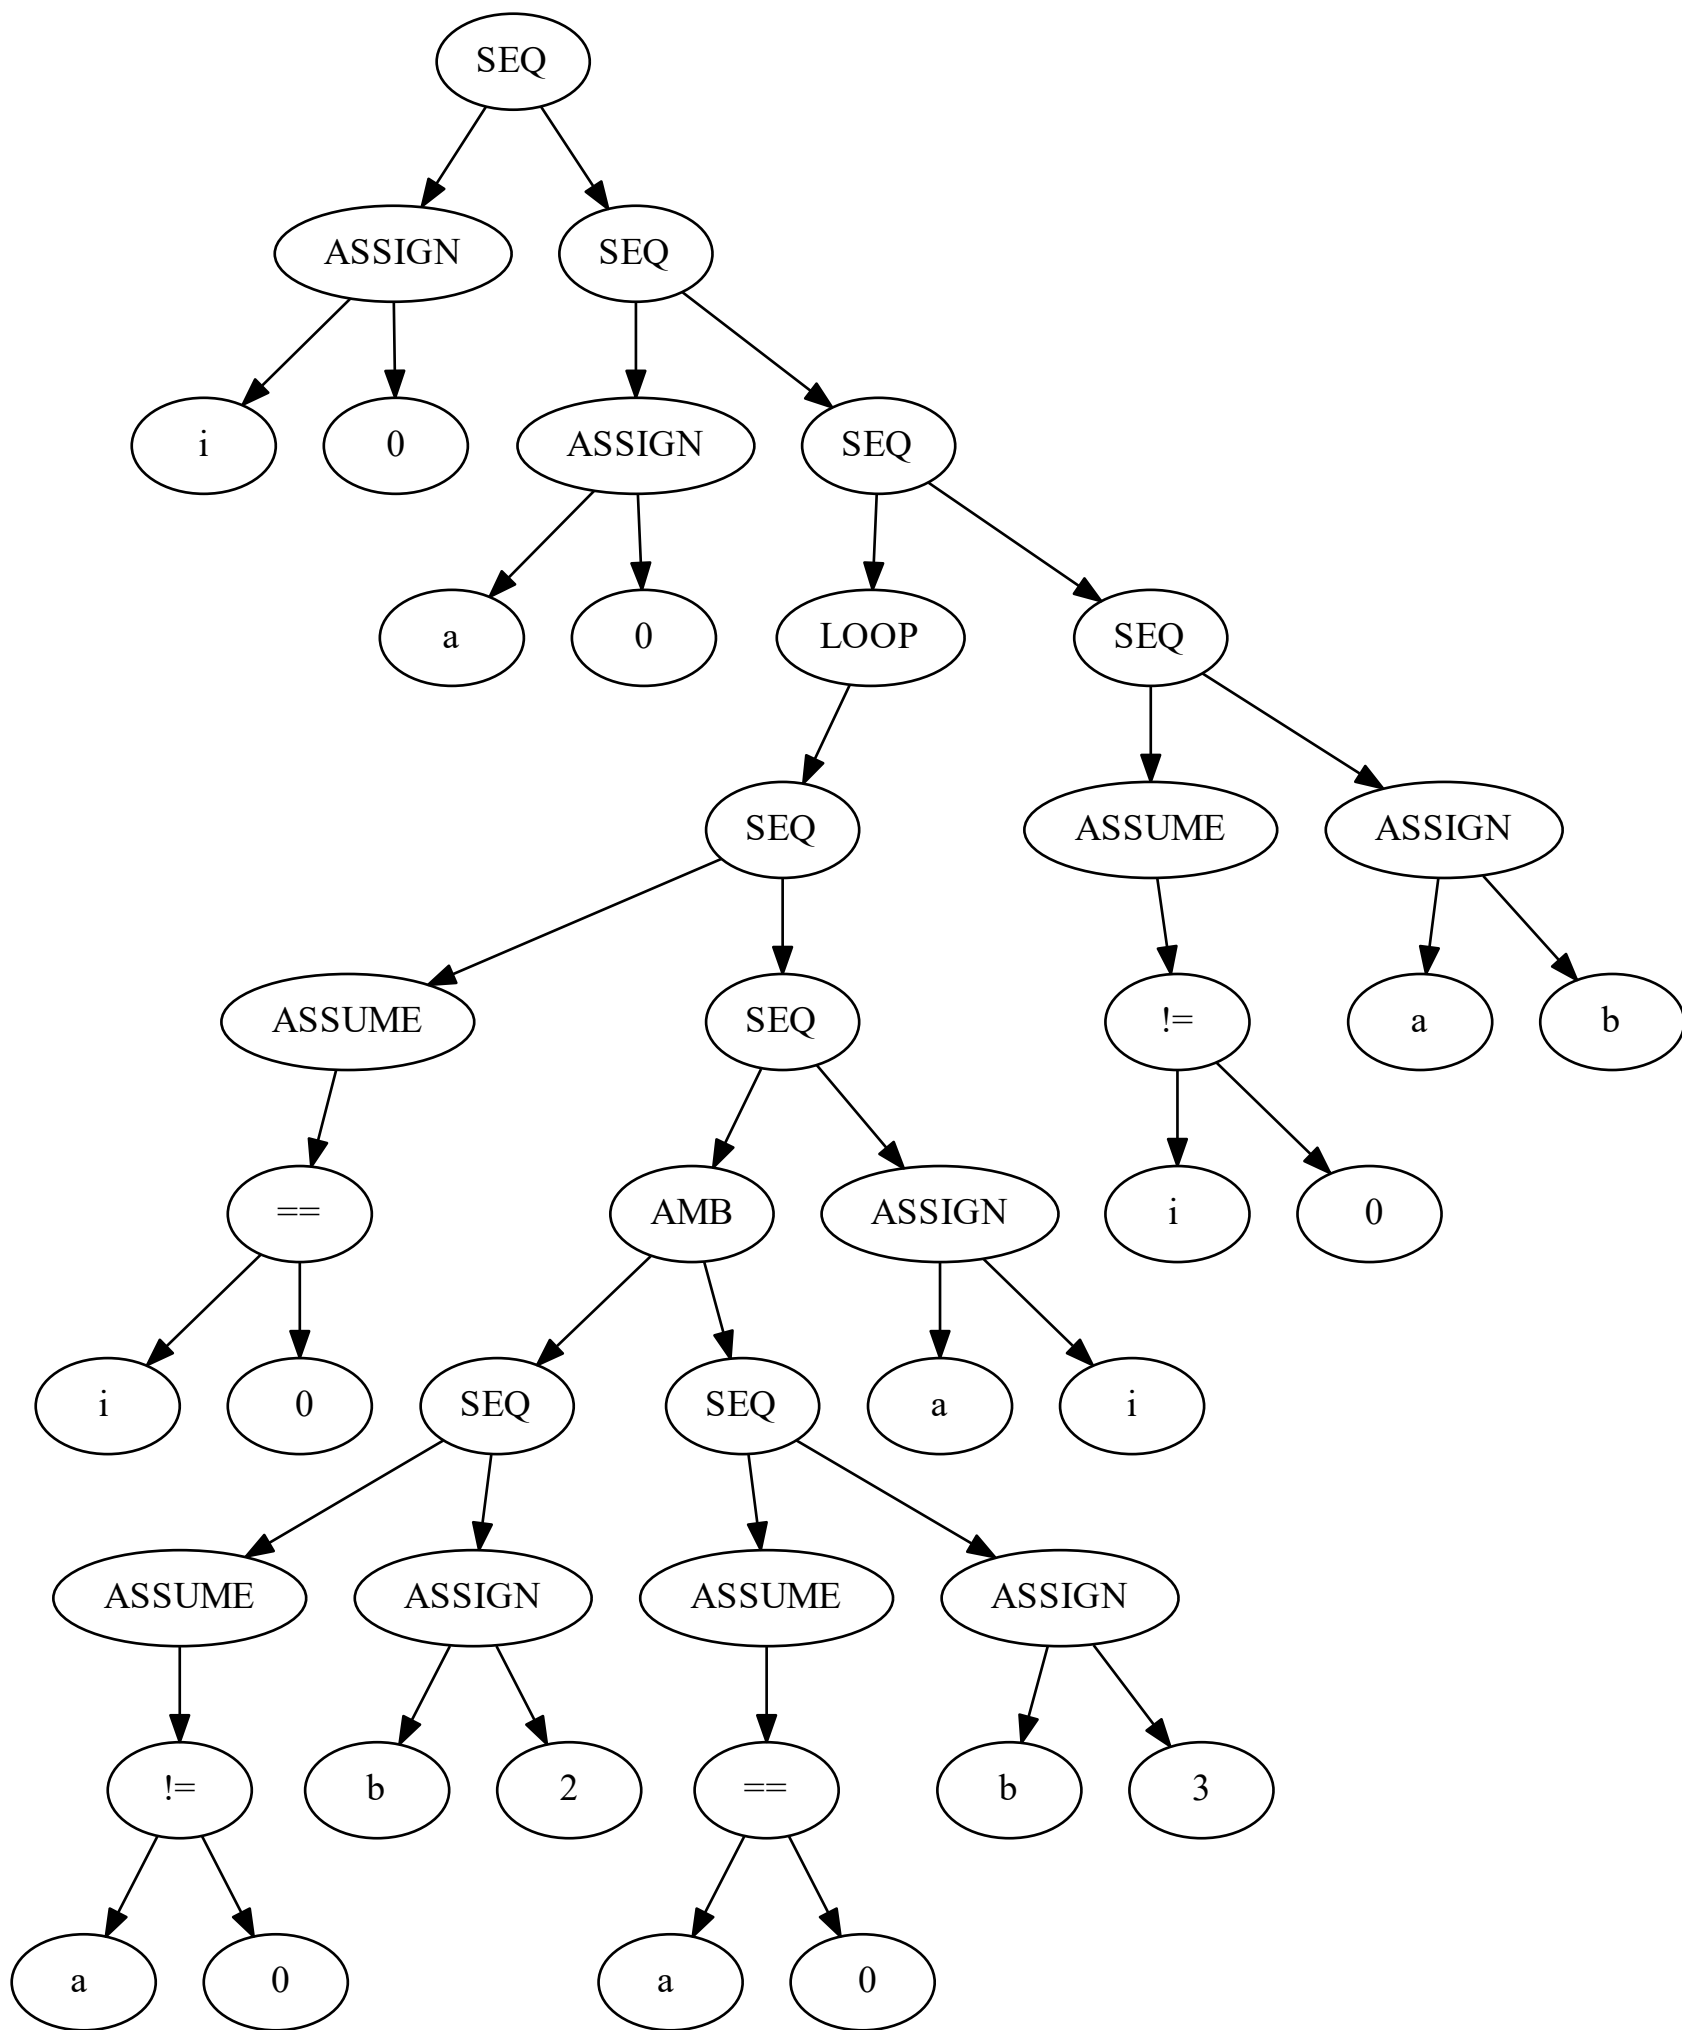 SEQ
ASSIGN SEQ
i 0 ASSIGN SEQ
a 0 LOOP SEQ
SEQ ASSUME ASSIGN
ASSUME SEQ != a b
== AMB ASSIGN i 0
i 0 SEQ SEQ a i
ASSUME ASSIGN ASSUME ASSIGN
!= b 2 == b 3
a 0 a 0